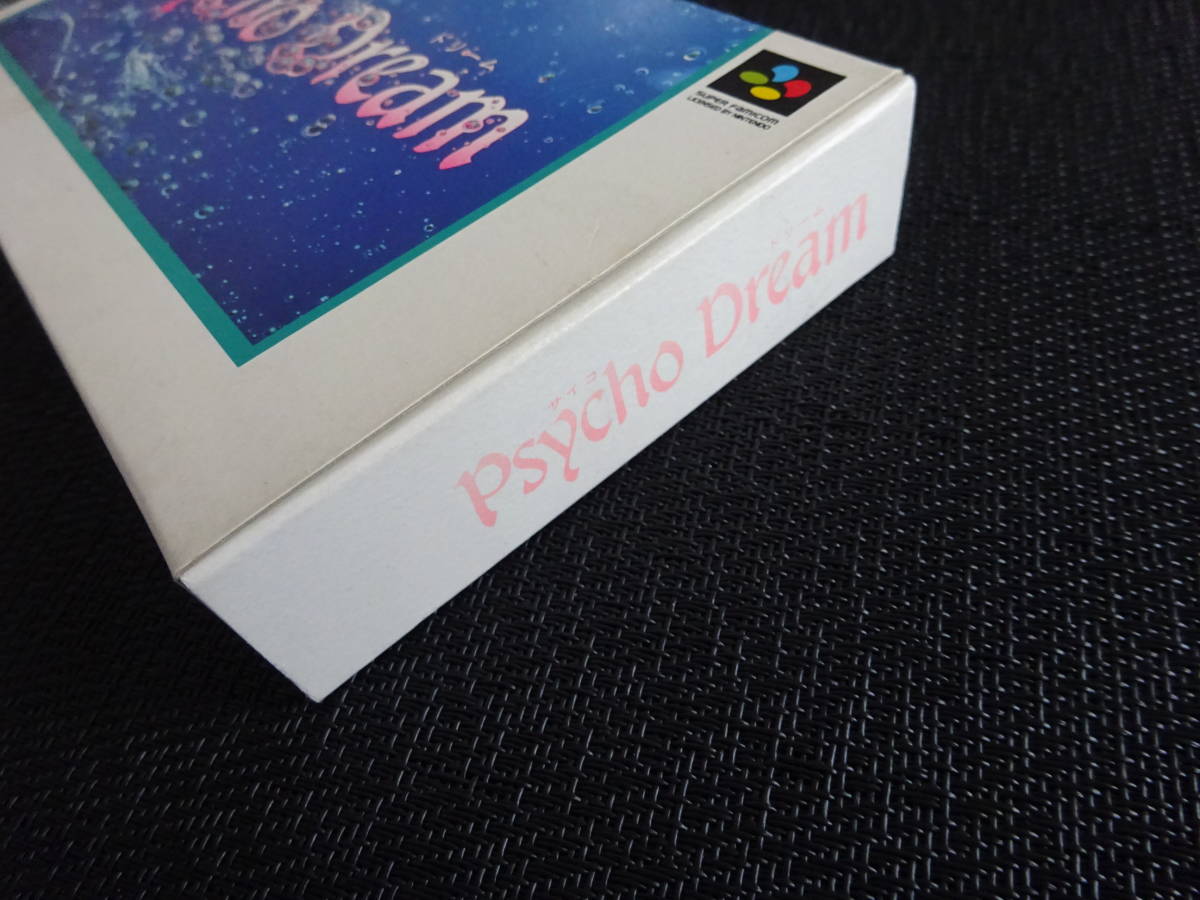 ドリーム
Dream
SUPER FAMICOM
LICENSED BY NINTENDO
サイコ ドリーム
Psycho Dream